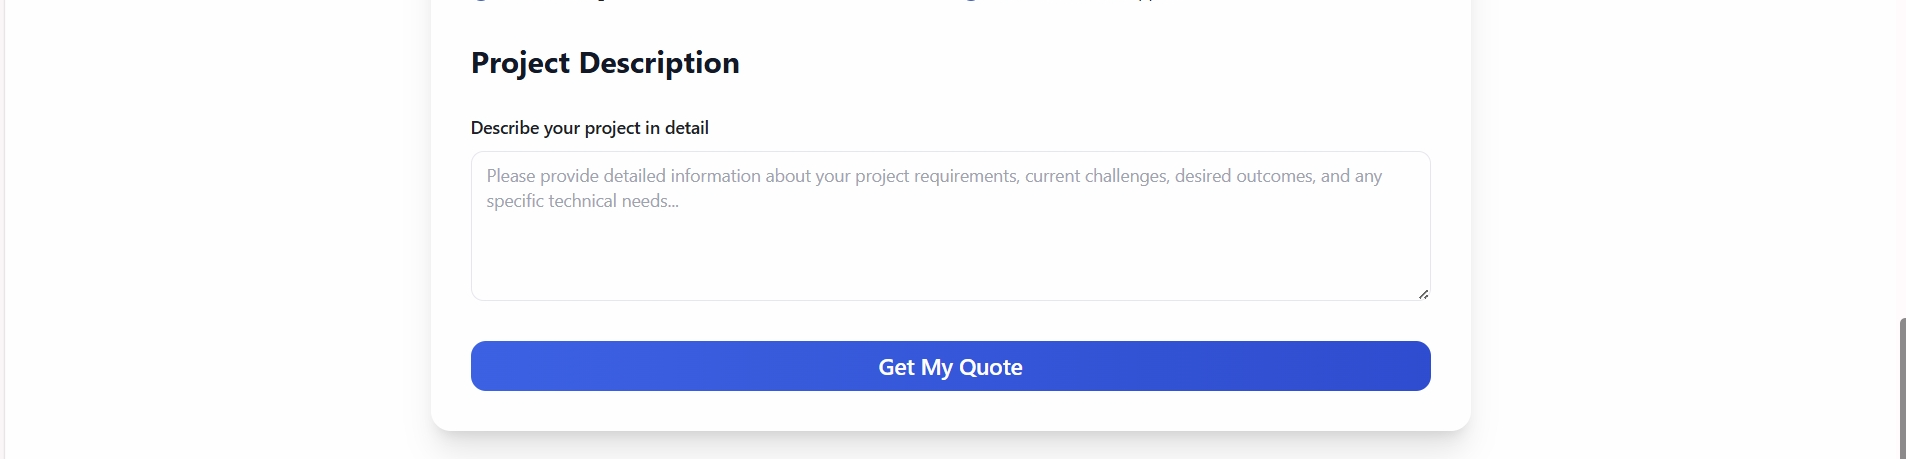 Project Description
Describe your project in detail
Please provide detailed information about your project requirements, current challenges, desired outcomes, and any
specific technical needs...
Get My Quote